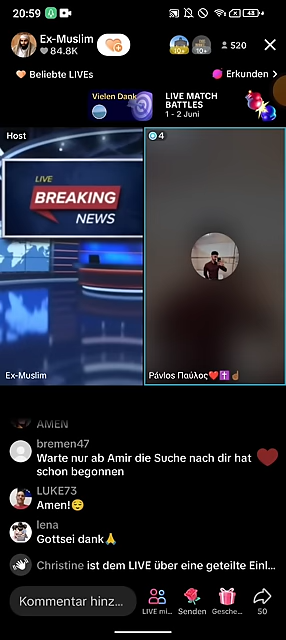 20:59
43
Ex-Muslim
84.8K
10+
10+
520
Beliebte LIVEs
Erkunden >
Vielen Dank
LIVE MATCH
BATTLES
1 - 2 Juni
Host
4
LIVE
BREAKING
NEWS
Ex-Muslim
Pávlos Παύλος❤️✝️☝🏾
AMEN
bremen47
Warte nur ab Amir die Suche nach dir hat
schon begonnen
LUKE73
Amen!😌
lena
Gottsei dank🙏
Christine ist dem LIVE über eine geteilte Einl...
Kommentar hinz...
LIVE mi...
Senden
Gesche...
50